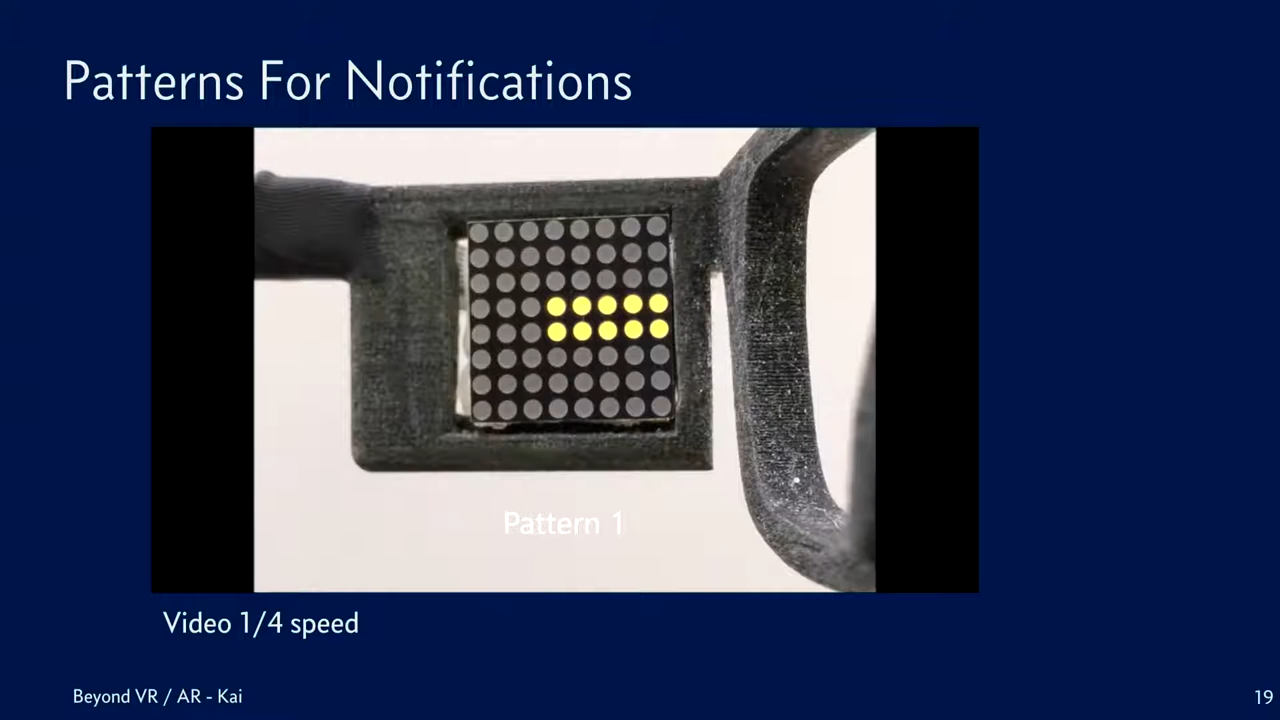 Patterns For Notifications
Pattern 1
Video 1/4 speed
Beyond VR / AR - Kai
19